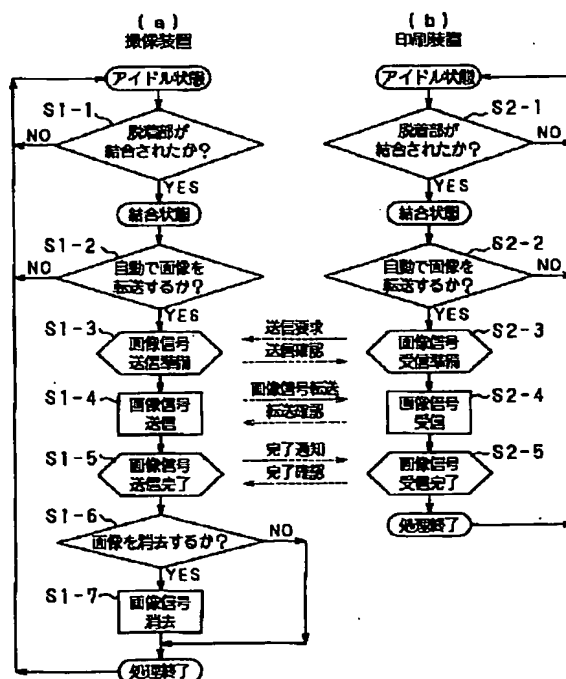 (a)
撮像装置
アイドル状態
S1-1
脱着部が
結合されたか?
NO
YES
結合状態
S1-2
自動で画像を
転送するか?
NO
YES
S1-3
画像信号
送信準備
S1-4
画像信号
送信
S1-5
画像信号
送信完了
S1-6
画像を消去するか?
NO
YES
S1-7
画像信号
消去
処理終了
送信要求
送信確認
画像信号転送
転送確認
完了通知
完了確認
(b)
印刷装置
アイドル状態
S2-1
脱着部が
結合されたか?
NO
YES
結合状態
S2-2
自動で画像を
転送するか?
NO
YES
S2-3
画像信号
受信準備
S2-4
画像信号
受信
S2-5
画像信号
受信完了
処理終了